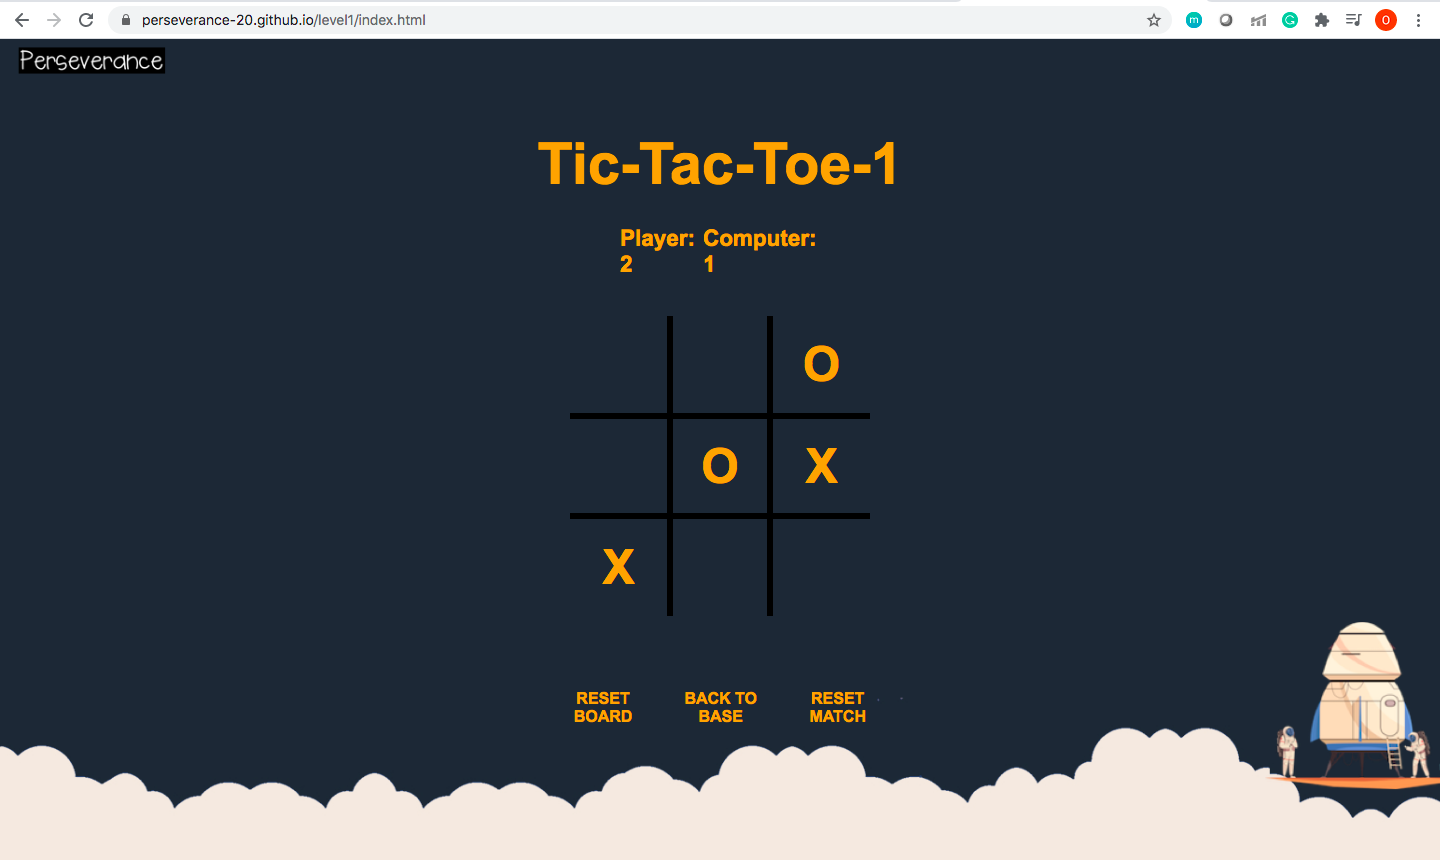 perseverance-20.github.io/level1/index.html
m
G
O
Perseverance
Tic-Tac-Toe-1
Player: Computer:
2 1
O
O X
X
RESET BACK TO RESET
BOARD BASE MATCH